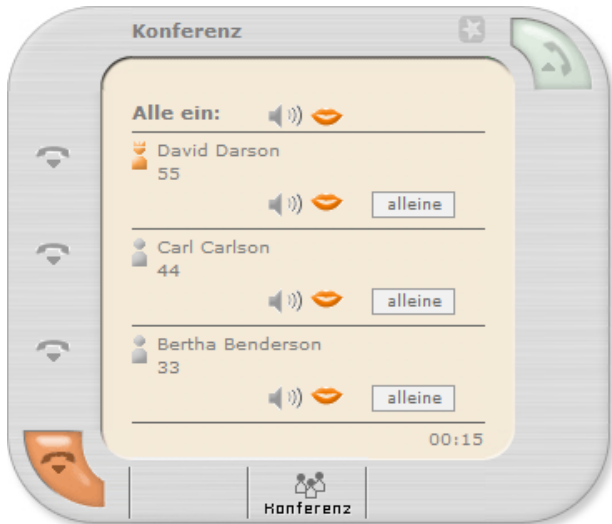 Konferenz
Alle ein:
David Darson
55
alleine
Carl Carlson
44
alleine
Bertha Benderson
33
alleine
00:15
Konferenz